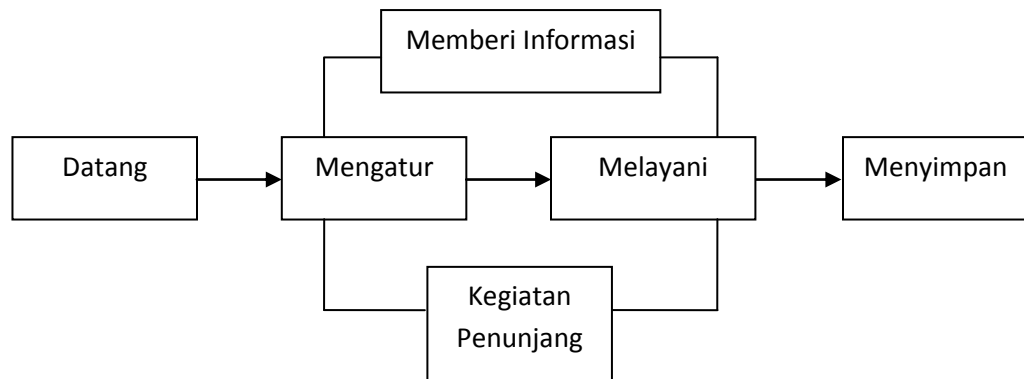 Memberi Informasi
Datang
Mengatur
Melayani
Menyimpan
Kegiatan
Penunjang